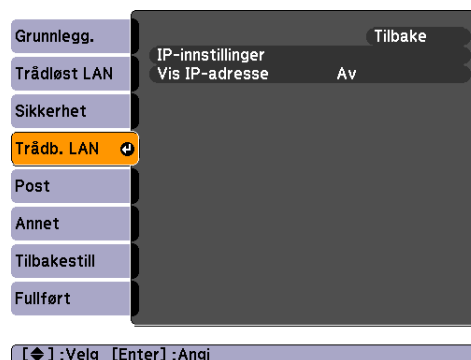 Grunnlegg.
Trådløst LAN
Sikkerhet
Trådb. LAN
Post
Annet
Tilbakestill
Fullført
Tilbake
IP-innstillinger
Vis IP-adresse Av
[ ] :Velg [Enter] :Angi